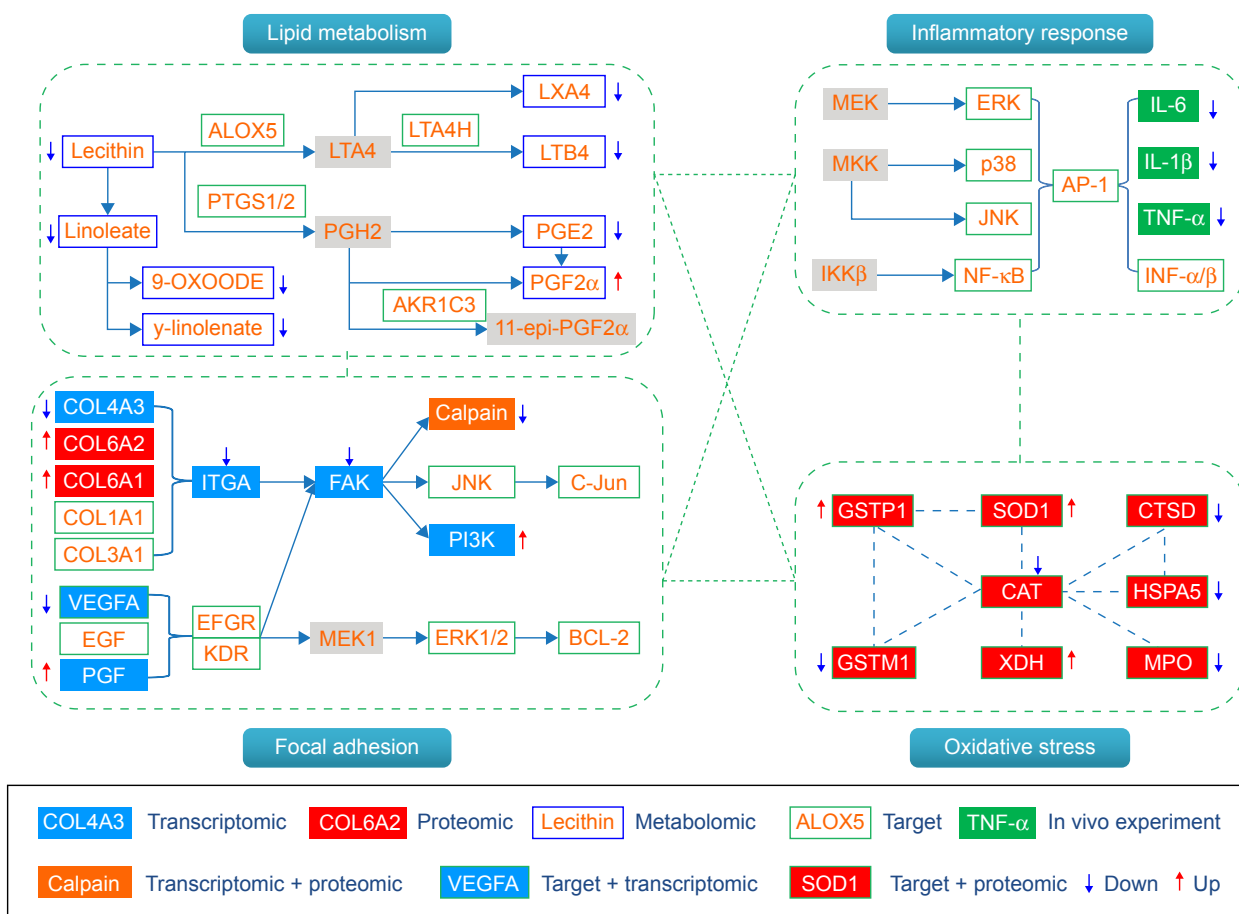 Lipid metabolism
Inflammatory response
LXA4
ALOX5
LTA4H
Lecithin
LTA4
LTB4
PTGS1/2
Linoleate
PGH2
PGE2
9-OXOODE
PGF2α
AKR1C3
y-linolenate
11-epi-PGF2α
MEK
ERK
IL-6
MKK
p38
IL-1β
AP-1
JNK
TNF-α
IKKβ
NF-κB
INF-α/β
COL4A3
Calpain
COL6A2
COL6A1
ITGA
FAK
JNK
C-Jun
COL1A1
COL3A1
PI3K
VEGFA
EFGR
EGF
KDR
MEK1
ERK1/2
BCL-2
PGF
GSTP1
SOD1
CTSD
CAT
HSPA5
GSTM1
XDH
MPO
Focal adhesion
Oxidative stress
COL4A3 Transcriptomic COL6A2 Proteomic Lecithin Metabolomic ALOX5 Target TNF-α In vivo experiment
Calpain Transcriptomic + proteomic VEGFA Target + transcriptomic SOD1 Target + proteomic Down Up